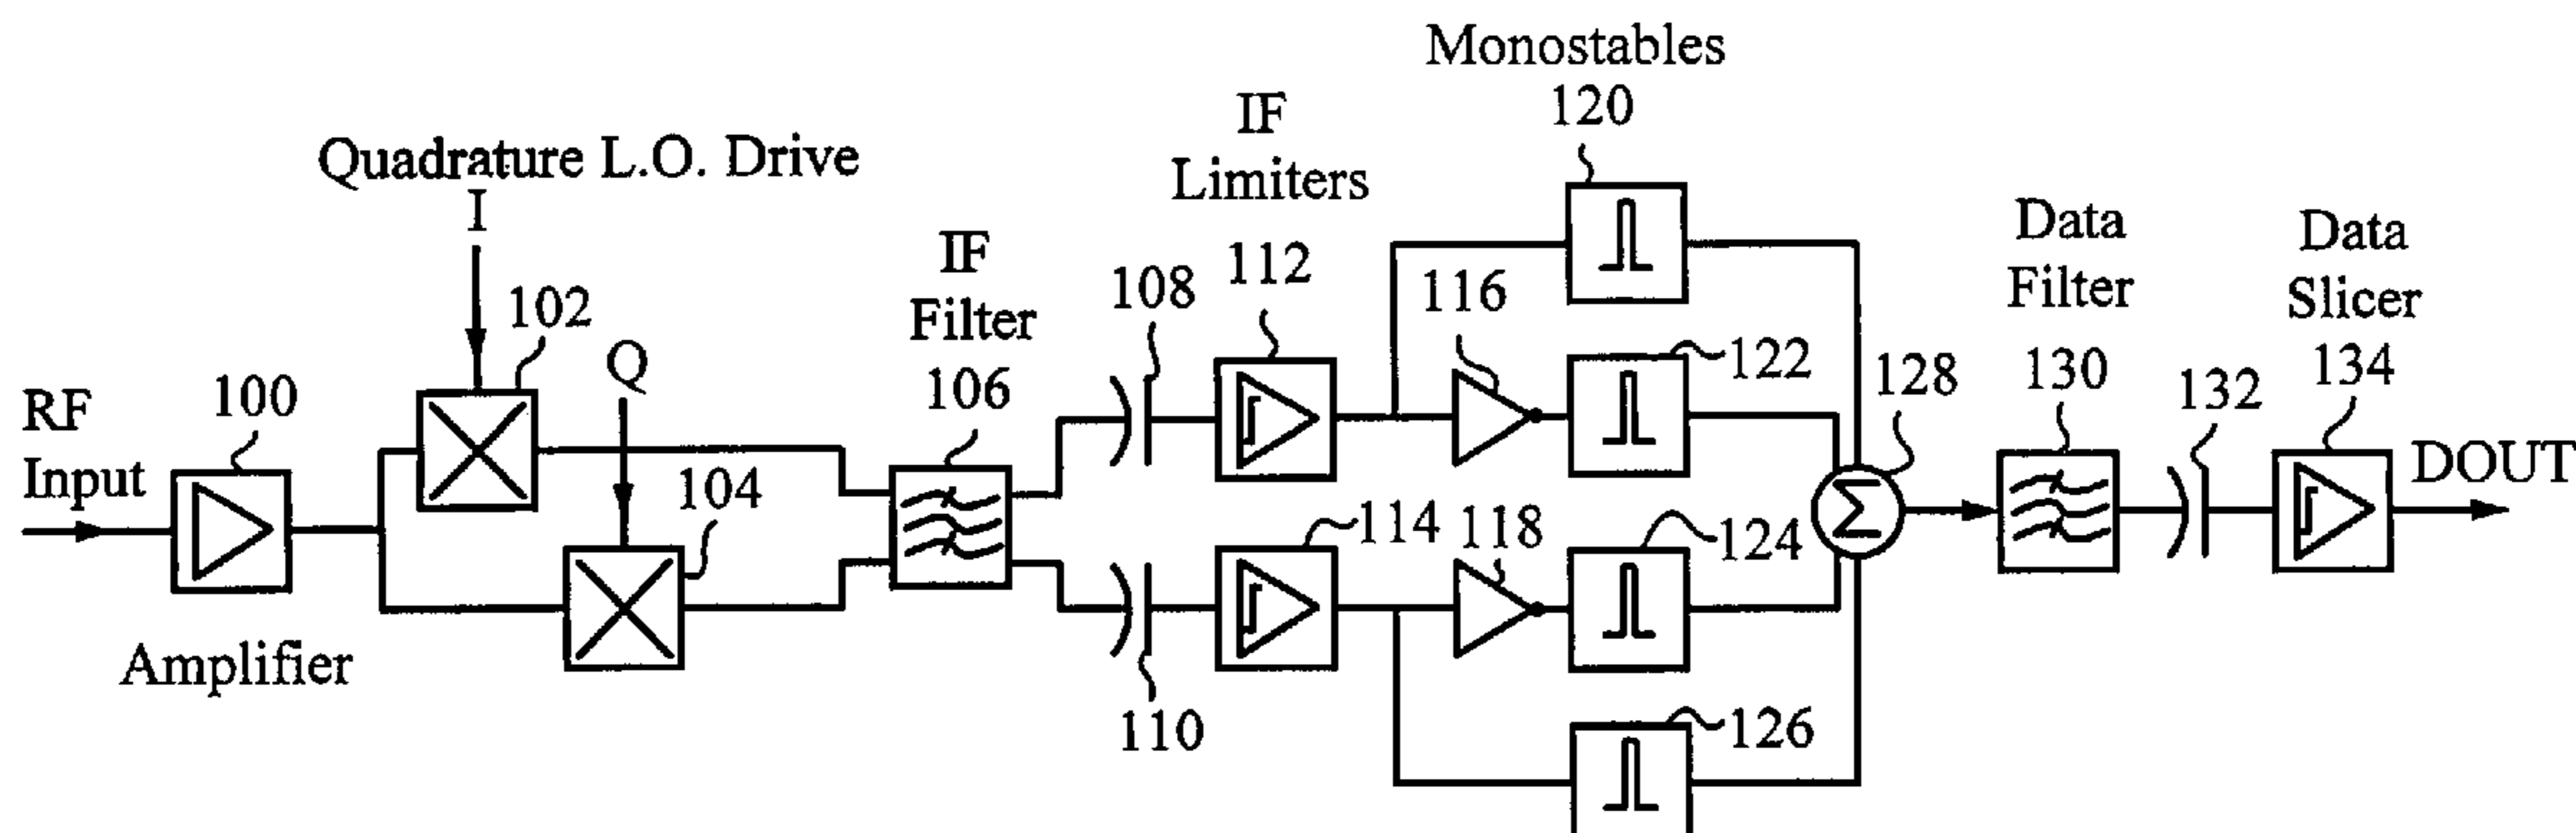 Monostables
120
IF
Limiters
112
Quadrature L.O. Drive
I
102
Q
104
IF
Filter
106
108
116
122
128
Data
Filter
130
132
Data
Slicer
134
DOUT
RF
Input
100
Amplifier
110
114
118
124
126
Σ